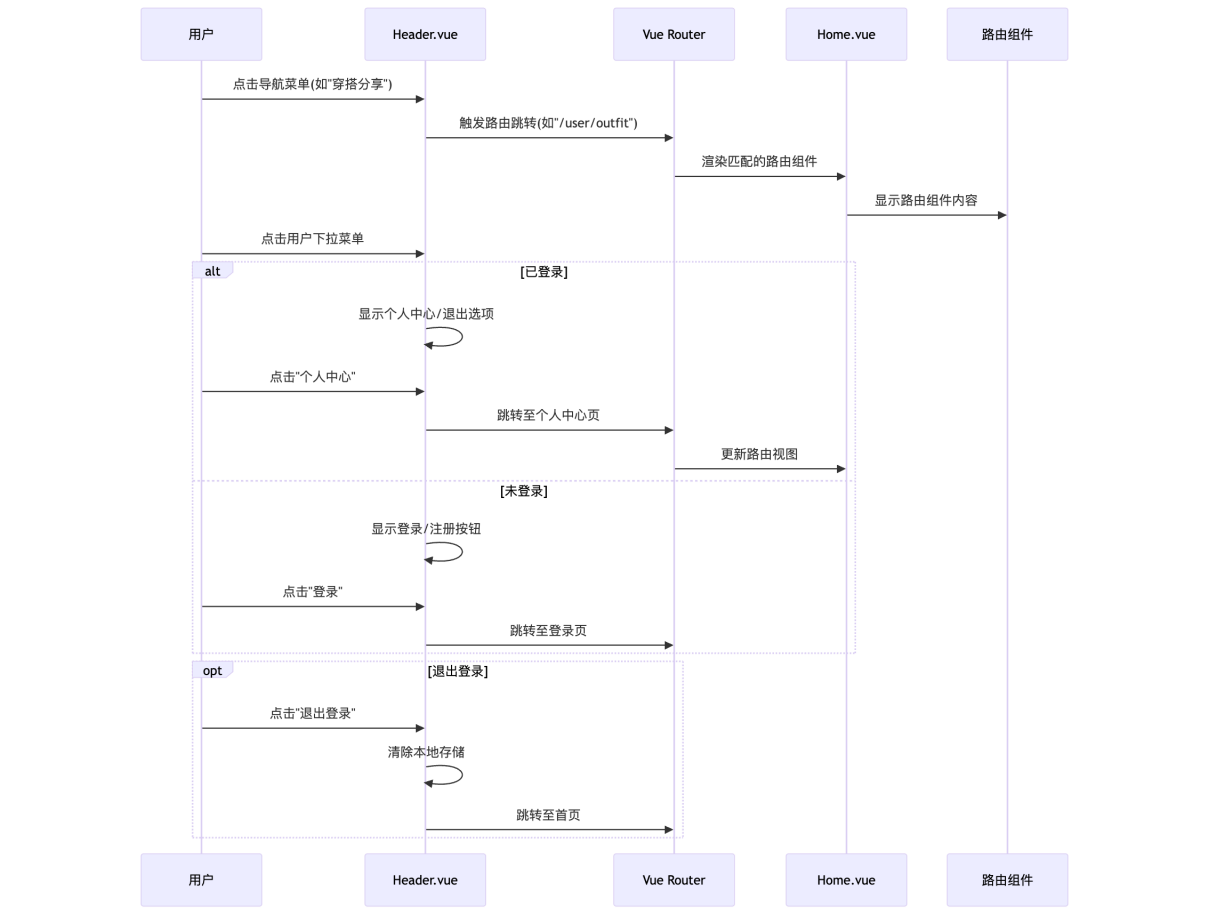 用户
Header.vue
Vue Router
Home.vue
路由组件
点击导航菜单(如"穿搭分享")
触发路由跳转(如"/user/outfit")
渲染匹配的路由组件
显示路由组件内容
点击用户下拉菜单
alt
[已登录]
显示个人中心/退出选项
点击"个人中心"
跳转至个人中心页
更新路由视图
[未登录]
显示登录/注册按钮
点击"登录"
跳转至登录页
opt
[退出登录]
点击"退出登录"
清除本地存储
跳转至首页
用户
Header.vue
Vue Router
Home.vue
路由组件